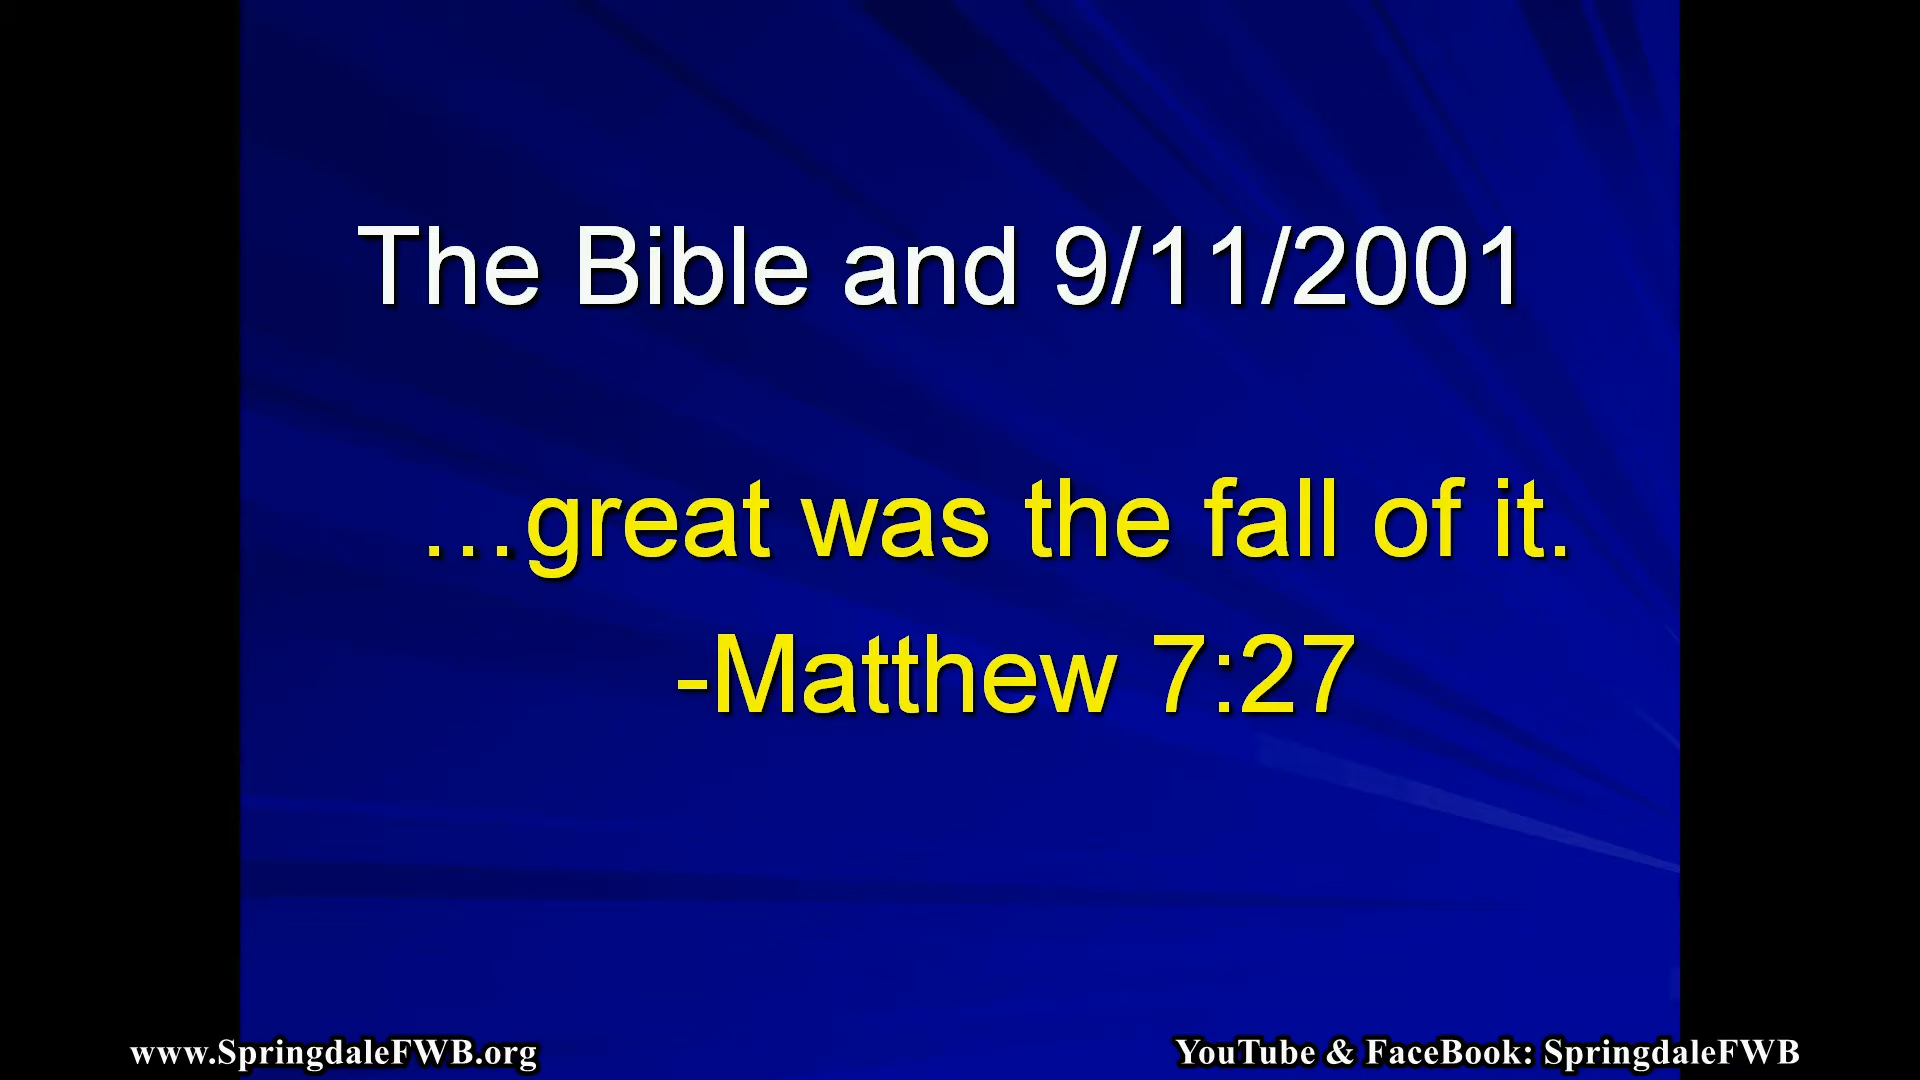 The Bible and 9/11/2001
…great was the fall of it.
-Matthew 7:27
www.SpringdaleFWB.org
YouTube & FaceBook: SpringdaleFWB